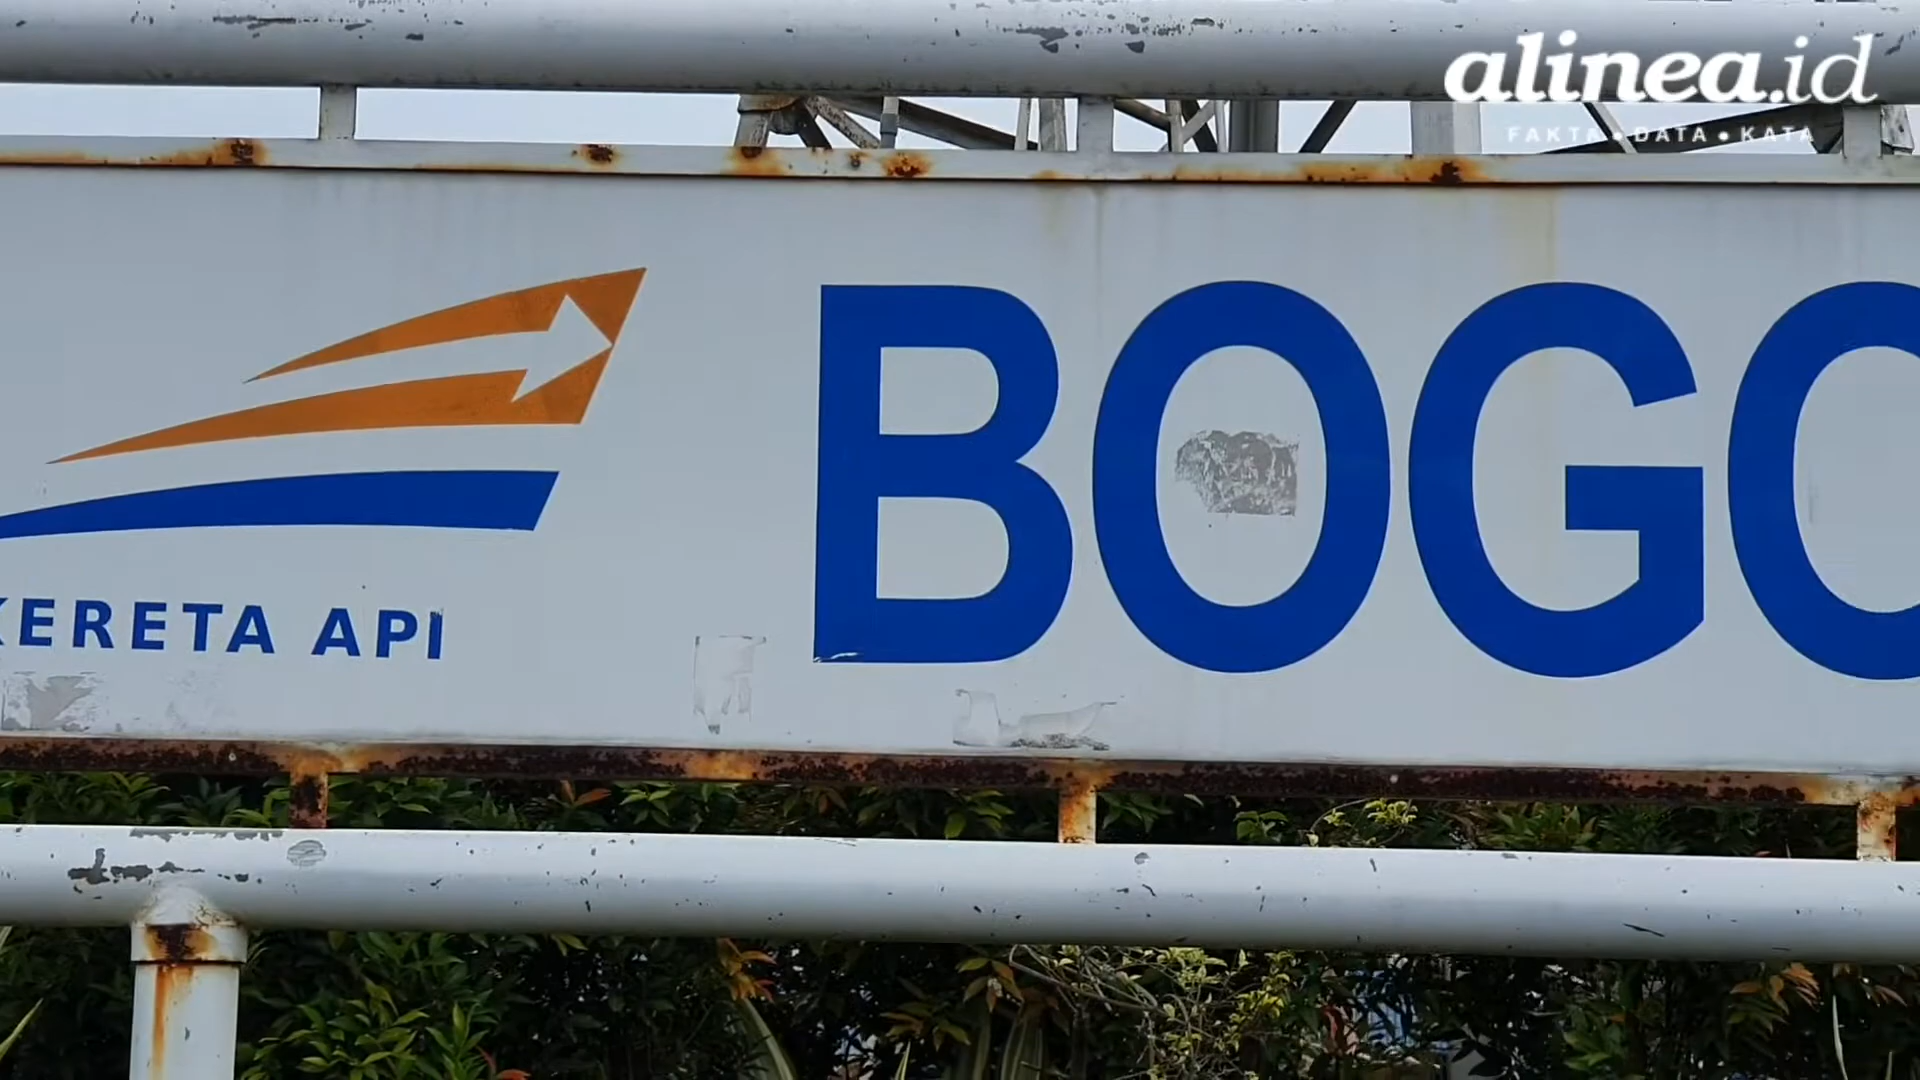 alinea.id
FAKTA • DATA • KATA
BOGO
KERETA API